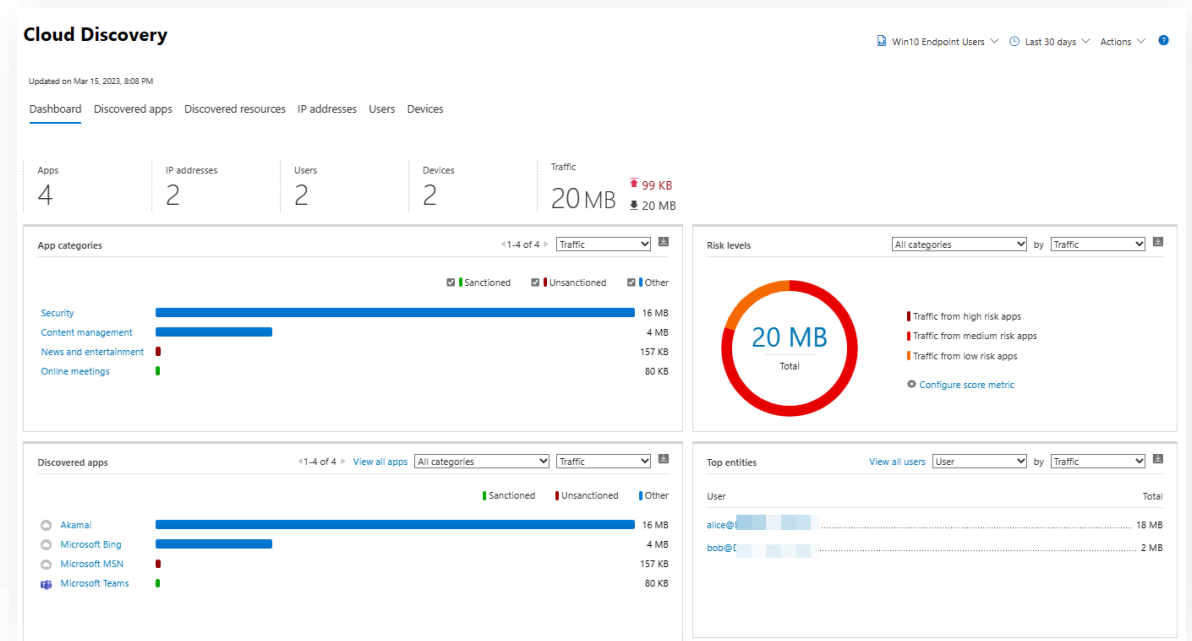 Cloud Discovery
Win10 Endpoint Users Last 30 days Actions ?
Updated on Mar 15, 2023, 8:08 PM
Dashboard Discovered apps Discovered resources IP addresses Users Devices
Apps IP addresses Users Devices Traffic
4 2 2 2 20 MB 99 KB
20 MB
App categories 1-4 of 4 Traffic
Sanctioned Unsanctioned Other
Security 16 MB
Content management 4 MB
News and entertainment 157 KB
Online meetings 80 KB
Risk levels All categories by Traffic
20 MB
Total
Traffic from high risk apps
Traffic from medium risk apps
Traffic from low risk apps
Configure score metric
Discovered apps 1-4 of 4 View all apps All categories Traffic
Sanctioned Unsanctioned Other
Akamai 16 MB
Microsoft Bing 4 MB
Microsoft MSN 157 KB
Microsoft Teams 80 KB
Top entities View all users User by Traffic
User Total
alice@ 18 MB
bob@ 2 MB